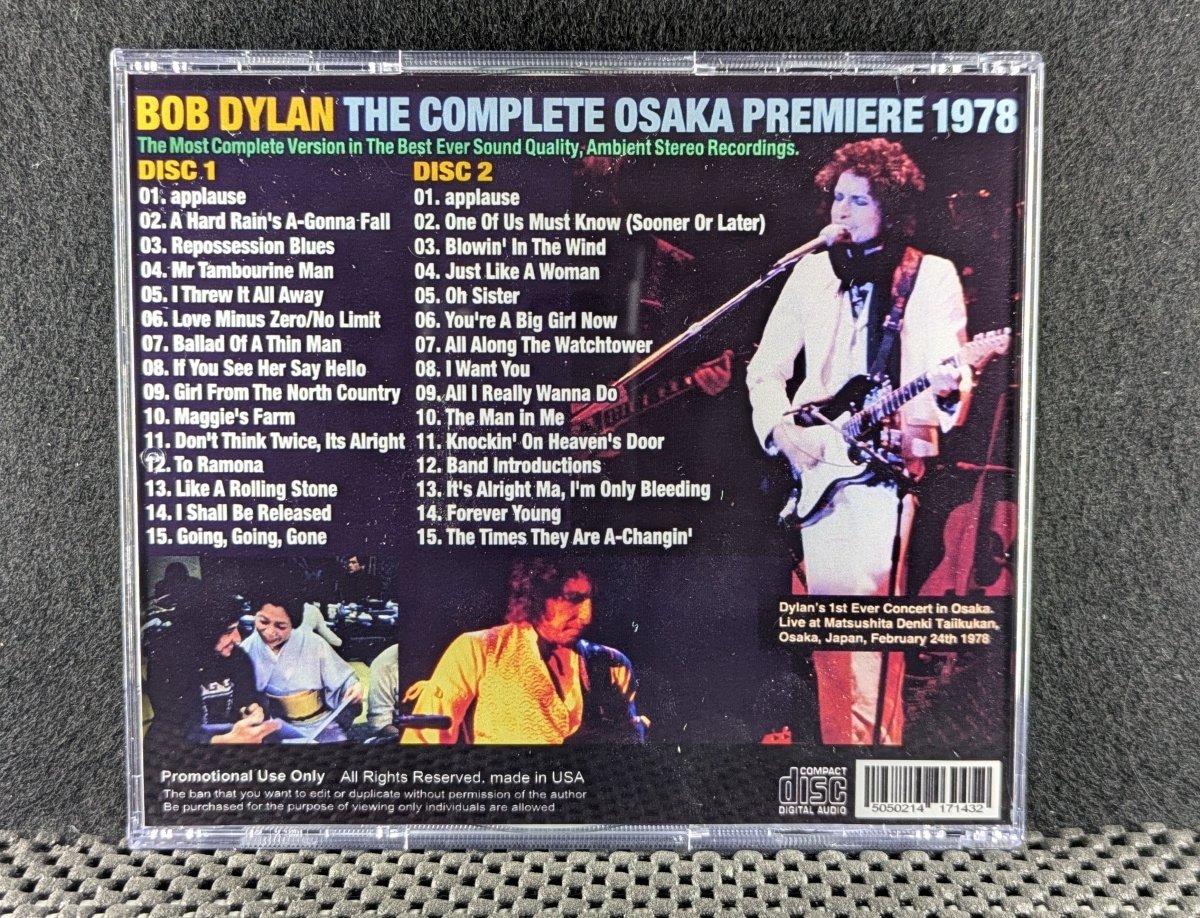 BOB DYLAN THE COMPLETE OSAKA PREMIERE 1978
The Most Complete Version in The Best Ever Sound Quality, Ambient Stereo Recordings.
DISC 1
01. applause
02. A Hard Rain's A-Gonna Fall
03. Repossession Blues
04. Mr Tambourine Man
05. I Threw It All Away
06. Love Minus Zero/No Limit
07. Ballad Of A Thin Man
08. If You See Her Say Hello
09. Girl From The North Country
10. Maggie's Farm
11. Don't Think Twice, Its Alright
12. To Ramona
13. Like A Rolling Stone
14. I Shall Be Released
15. Going, Going, Gone
DISC 2
01. applause
02. One Of Us Must Know (Sooner Or Later)
03. Blowin' In The Wind
04. Just Like A Woman
05. Oh Sister
06. You're A Big Girl Now
07. All Along The Watchtower
08. I Want You
09. All I Really Wanna Do
10. The Man in Me
11. Knockin' On Heaven's Door
12. Band Introductions
13. It's Alright Ma, I'm Only Bleeding
14. Forever Young
15. The Times They Are A-Changin'
Dylan's 1st Ever Concert in Osaka.
Live at Matsushita Denki Taiikukan,
Osaka, Japan, February 24th 1978
Promotional Use Only All Rights Reserved. made in USA
The ban that you want to edit or duplicate without permission of the author
Be purchased for the purpose of viewing only individuals are allowed
COMPACT
disc
DIGITAL AUDIO
5050214 171432